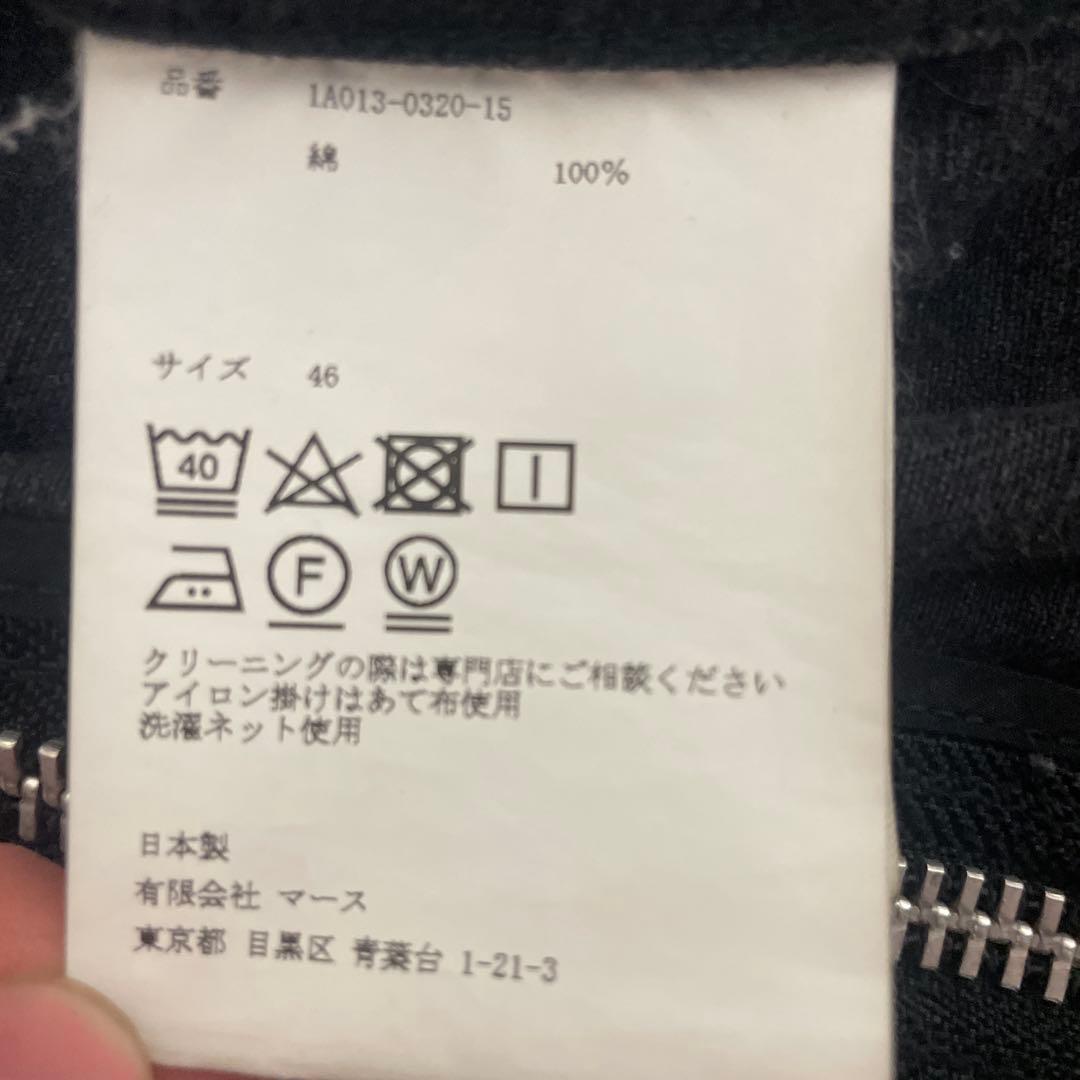 品番 1A013-0320-15
綿 100%
サイズ 46
40
F W
クリーニングの際は専門店にご相談ください
アイロン掛けはあて布使用
洗濯ネット使用
日本製
有限会社 マース
東京都 目黒区 青葉台 1-21-3